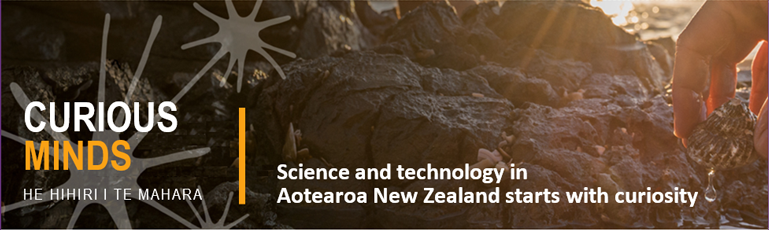 CURIOUS
MINDS
HE HIHIRI I TE MAHARA
Science and technology in
Aotearoa New Zealand starts with curiosity